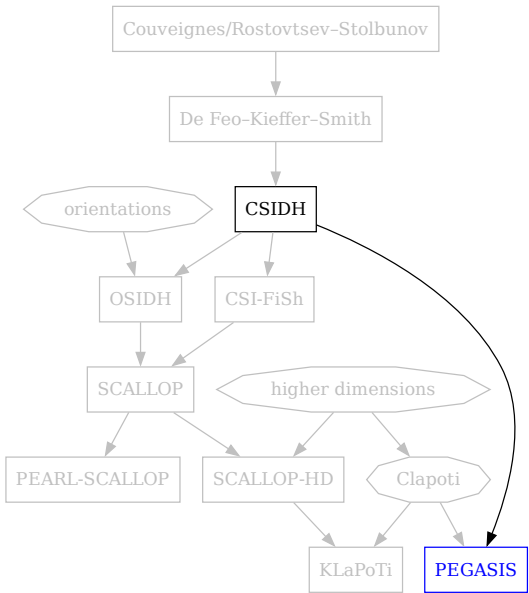 Couveignes/Rostovtsev–Stolbunov
De Feo–Kieffer–Smith
orientations
CSIDH
OSIDH
CSI-FiSh
SCALLOP
higher dimensions
PEARL-SCALLOP
SCALLOP-HD
Clapoti
KLaPoTi
PEGASIS